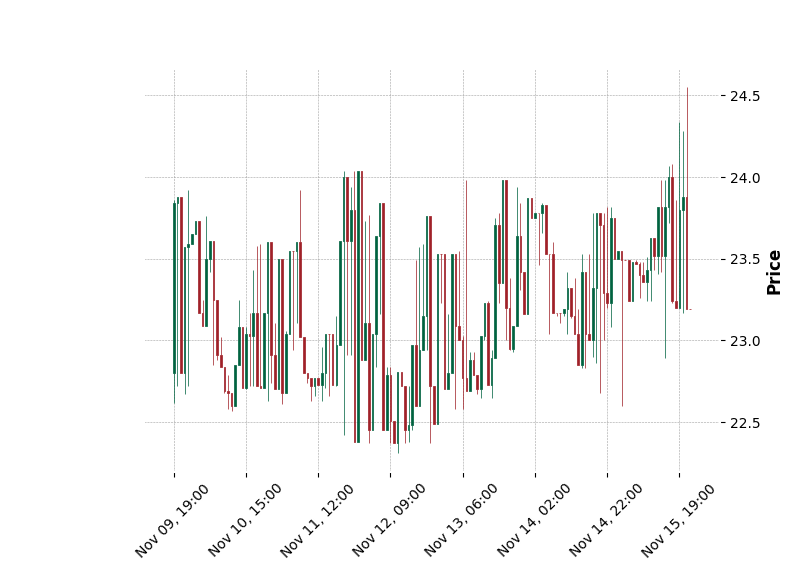 24.5
24.0
23.5
23.0
22.5
Price
Nov 09, 19:00
Nov 10, 15:00
Nov 11, 12:00
Nov 12, 09:00
Nov 13, 06:00
Nov 14, 02:00
Nov 14, 22:00
Nov 15, 19:00